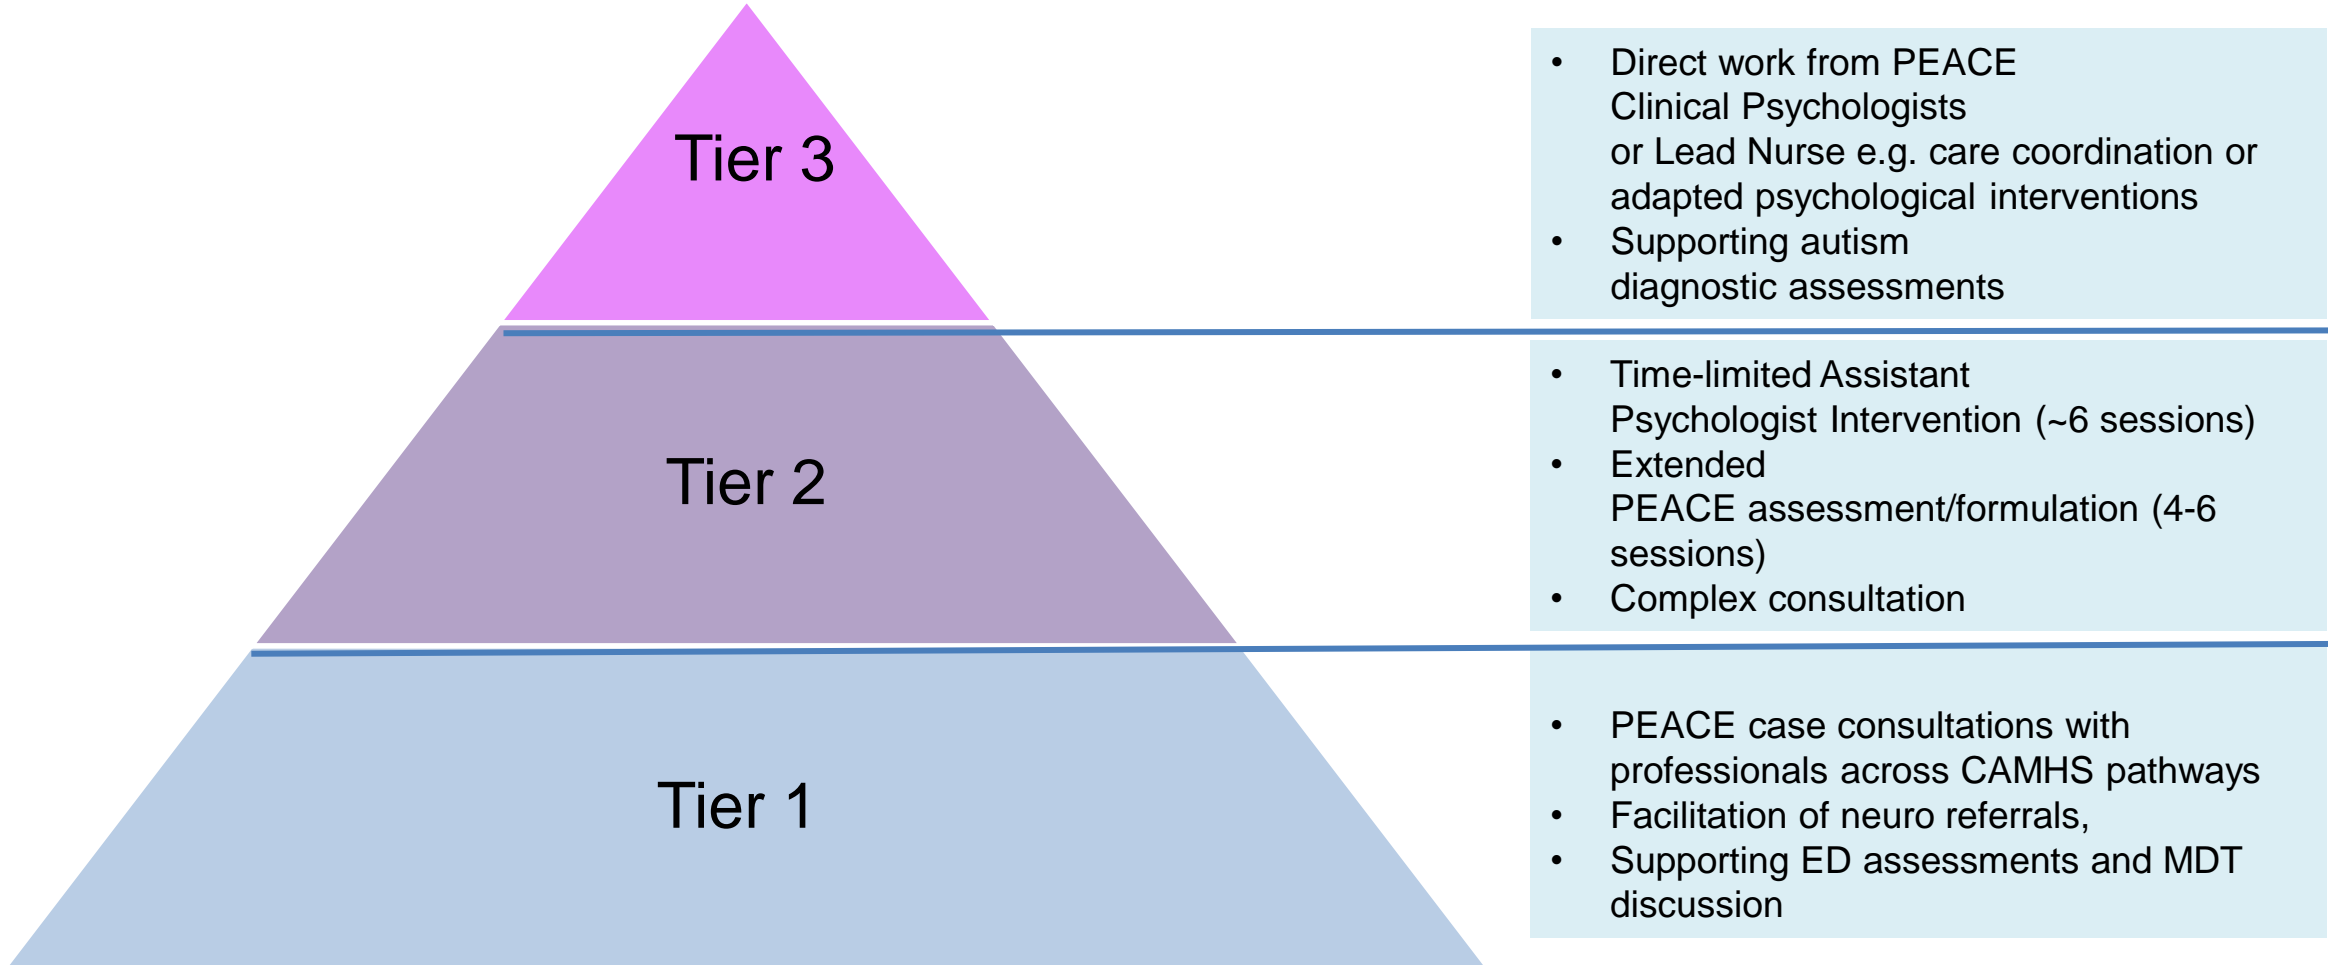 Tier 3
• Direct work from PEACE
Clinical Psychologists
or Lead Nurse e.g. care coordination or
adapted psychological interventions
• Supporting autism
diagnostic assessments
Tier 2
• Time-limited Assistant
Psychologist Intervention (~6 sessions)
• Extended
PEACE assessment/formulation (4-6
sessions)
• Complex consultation
Tier 1
• PEACE case consultations with
professionals across CAMHS pathways
• Facilitation of neuro referrals,
• Supporting ED assessments and MDT
discussion